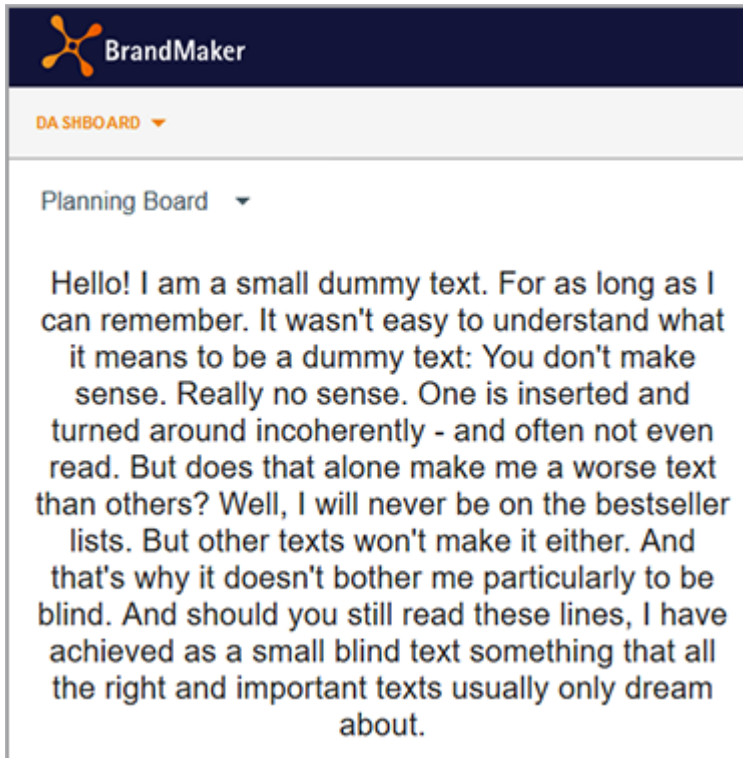 BrandMaker
DASHBOARD
Planning Board
Hello! I am a small dummy text. For as long as I
can remember. It wasn't easy to understand what
it means to be a dummy text: You don't make
sense. Really no sense. One is inserted and
turned around incoherently - and often not even
read. But does that alone make me a worse text
than others? Well, I will never be on the bestseller
lists. But other texts won't make it either. And
that's why it doesn't bother me particularly to be
blind. And should you still read these lines, I have
achieved as a small blind text something that all
the right and important texts usually only dream
about.